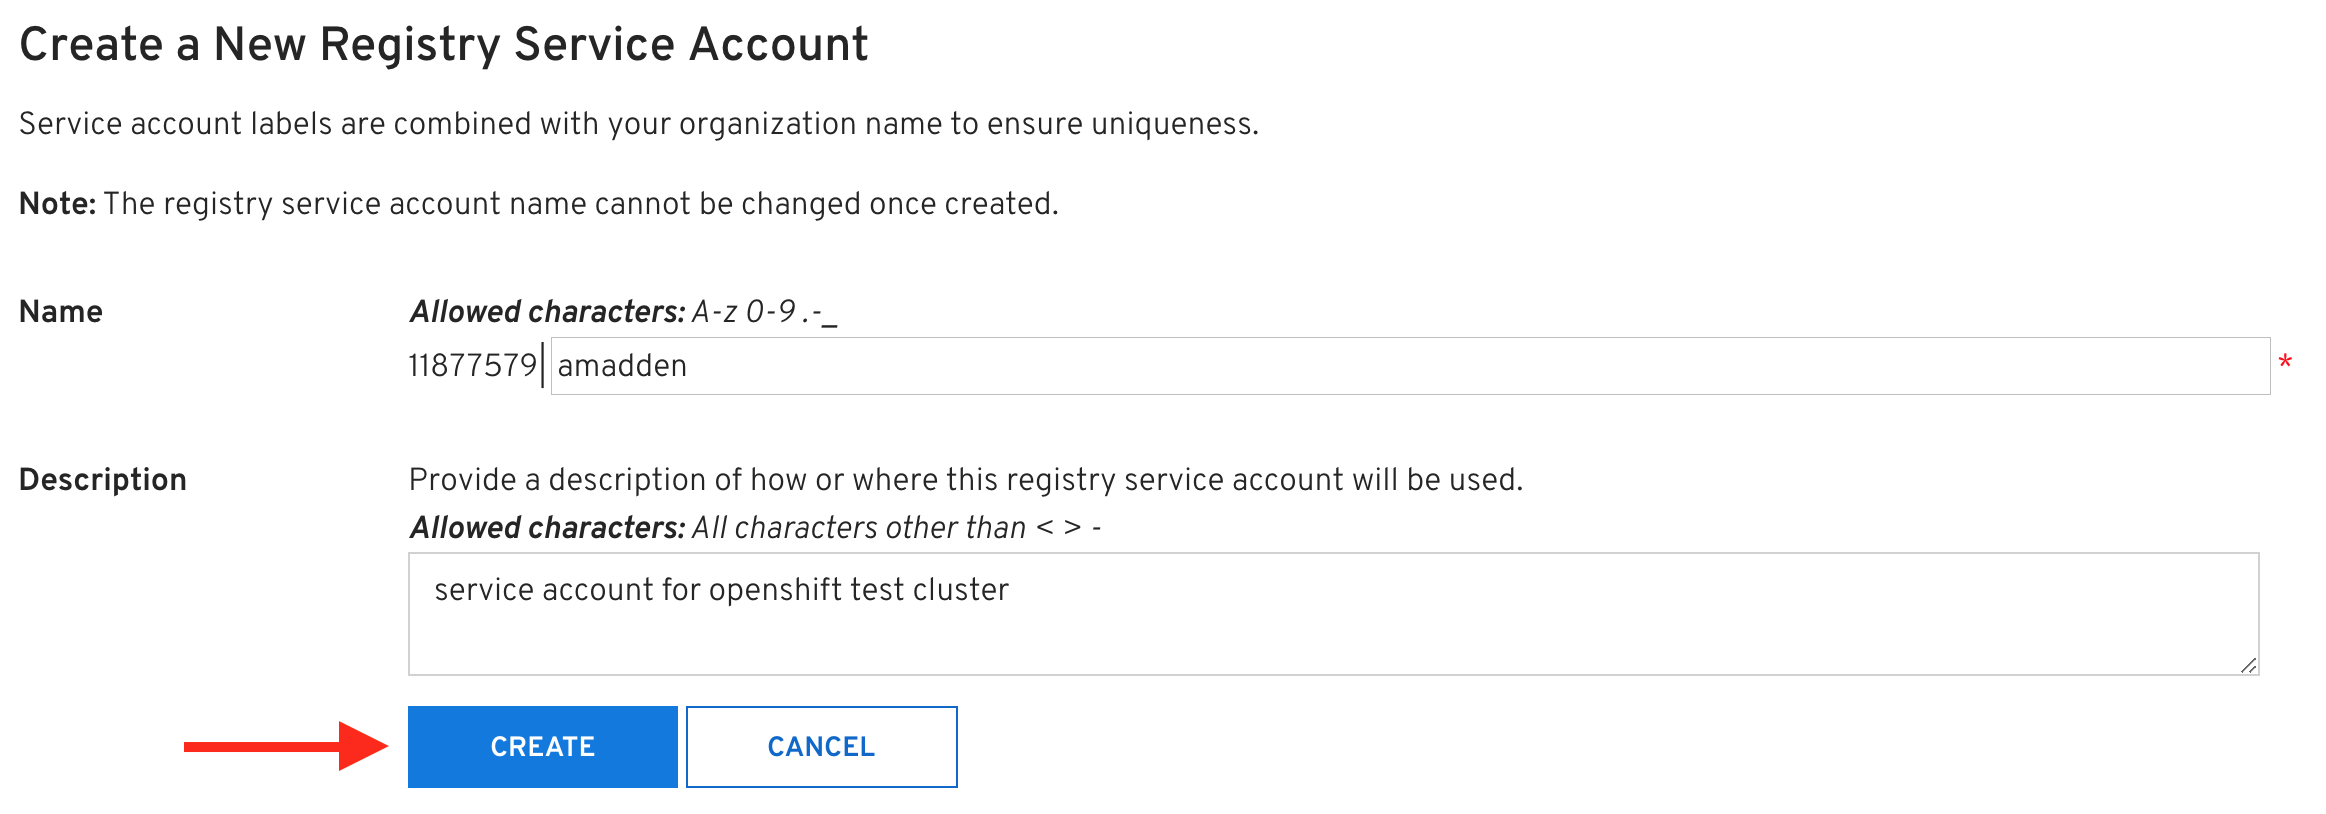 Create a New Registry Service Account
Service account labels are combined with your organization name to ensure uniqueness.
Note: The registry service account name cannot be changed once created.
Name
Allowed characters: A-z 0-9 .-_
11877579| amadden *
Description
Provide a description of how or where this registry service account will be used.
Allowed characters: All characters other than < > -
service account for openshift test cluster
CREATE CANCEL